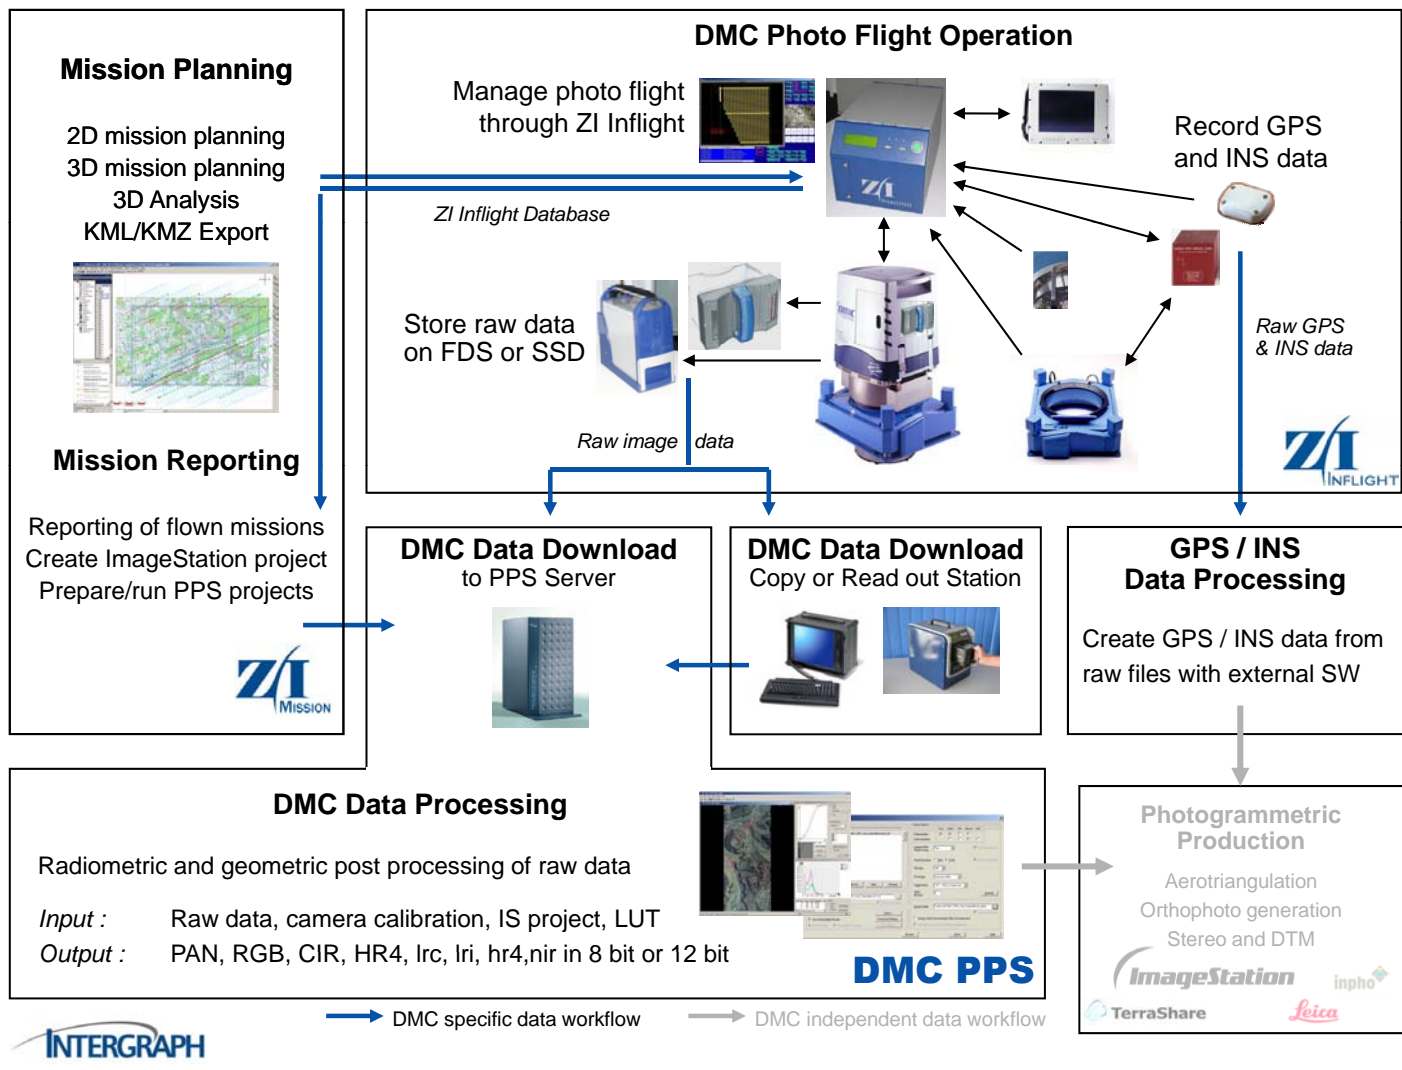 Mission Planning
2D mission planning
3D mission planning
3D Analysis
KML/KMZ Export
Mission Reporting
Reporting of flown missions
Create ImageStation project
Prepare/run PPS projects
Z/I
MISSION
DMC Photo Flight Operation
Manage photo flight
through ZI Inflight
ZI Inflight Database
Z/I
Record GPS
and INS data
Store raw data
on FDS or SSD
Raw image data
Raw GPS
& INS data
Z/I
INFLIGHT
DMC Data Download
to PPS Server
DMC Data Download
Copy or Read out Station
GPS / INS
Data Processing
Create GPS / INS data from
raw files with external SW
DMC Data Processing
Radiometric and geometric post processing of raw data
Input : Raw data, camera calibration, IS project, LUT
Output : PAN, RGB, CIR, HR4, lrc, lri, hr4,nir in 8 bit or 12 bit
DMC PPS
Photogrammetric
Production
Aerotriangulation
Orthophoto generation
Stereo and DTM
ImageStation
inpho
TerraShare
Leica
INTERGRAPH
DMC specific data workflow
DMC independent data workflow